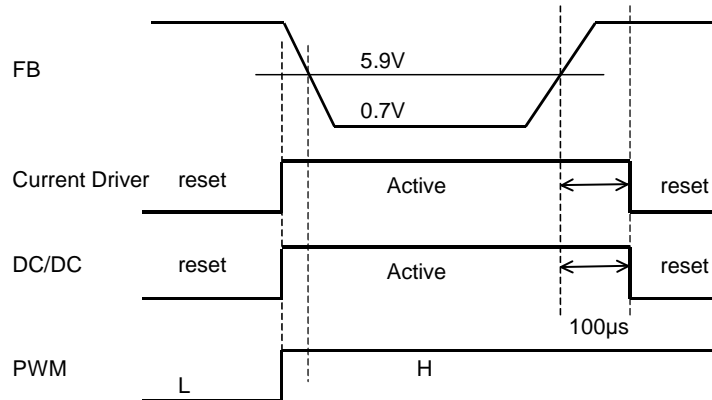 FB
5.9V
0.7V
Current Driver reset Active reset
DC/DC reset Active reset
100µs
PWM L H